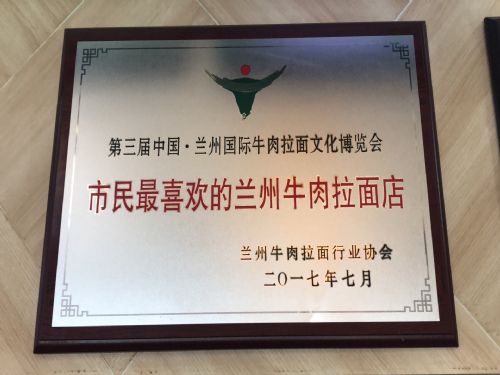 第三届中国·兰州国际牛肉拉面文化博览会
市民最喜欢的兰州牛肉拉面店
兰州牛肉拉面行业协会
二〇一七年七月